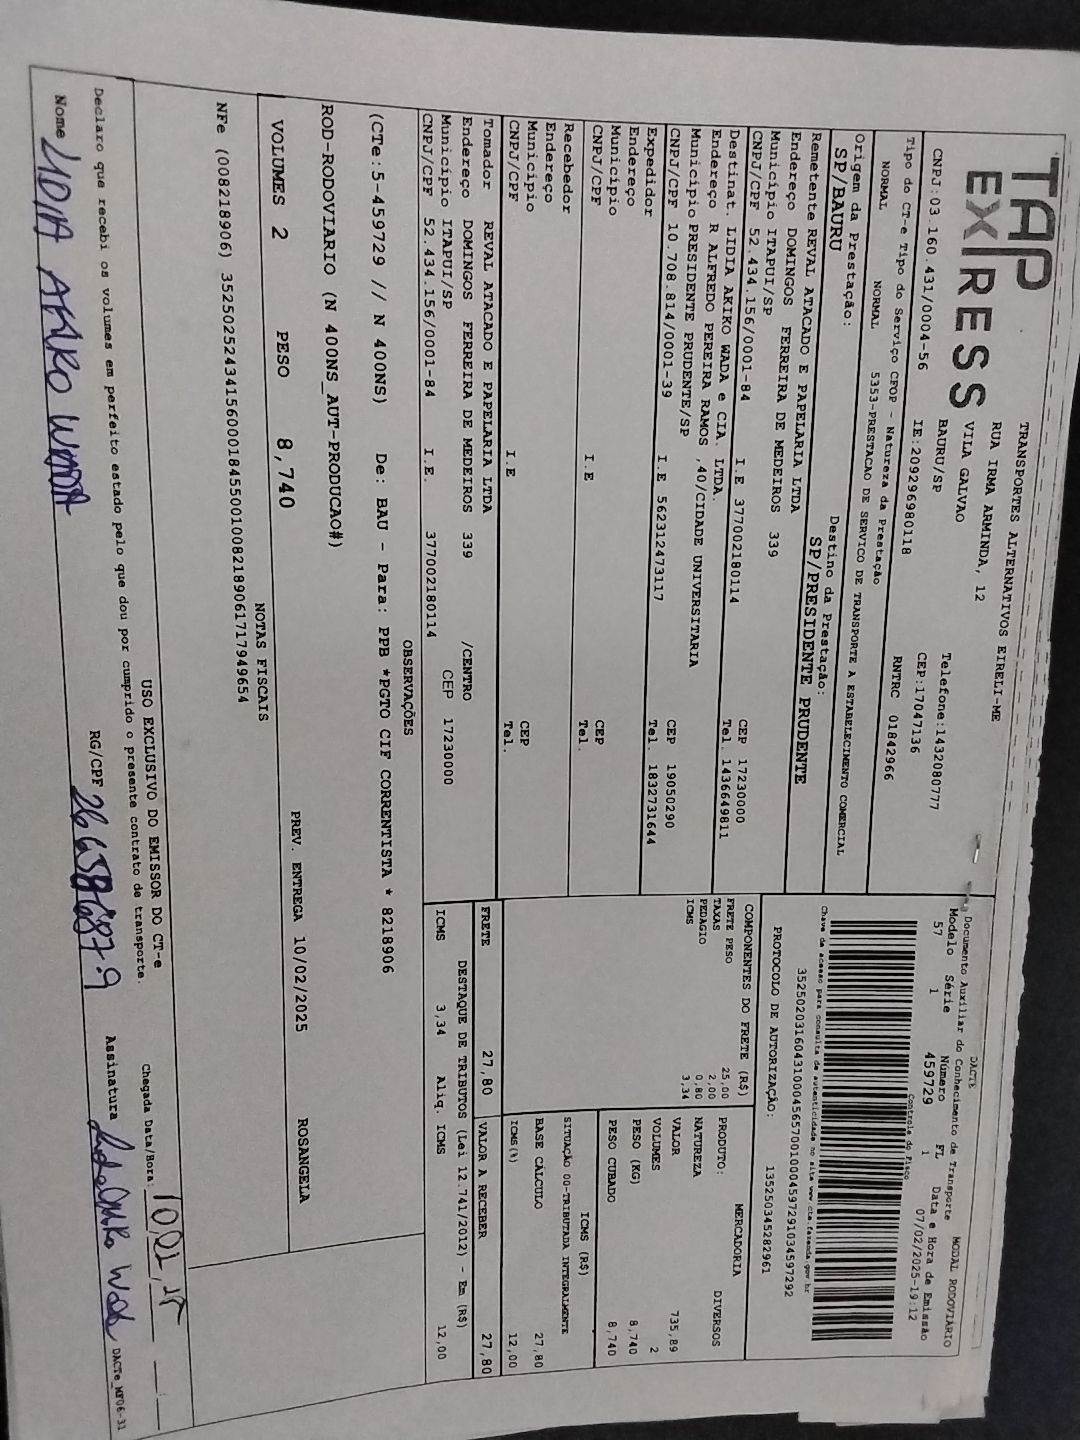 TAP
EXPRESS
TRANSPORTES ALTERNATIVOS EIRELI-ME
RUA IRMA ARMINDA, 12
VILA GALVAO
BAURU/SP
Telefone:1432080777
CEP:17047136
CNPJ:03.160.431/0004-56
IE:209296980118
RNTRC 01842966
Tipo do CT-e Tipo do Serviço CFOP - Natureza da Prestação
NORMAL NORMAL 5353-PRESTACAO DE SERVICO DE TRANSPORTE A ESTABELECIMENTO COMERCIAL
Origem da Prestação: Destino da Prestação:
SP/BAURU SP/PRESIDENTE PRUDENTE
Remetente REVAL ATACADO E PAPELARIA LTDA
Endereço DOMINGOS FERREIRA DE MEDEIROS 339
Município ITAPUI/SP CEP 17230000
CNPJ/CPF 52.434.156/0001-84 I.E 377002180114 Tel. 1436649811
Destinat. LIDIA AKIKO WADA e CIA. LTDA
Endereço R ALFREDO PEREIRA RAMOS ,40/CIDADE UNIVERSITARIA
Município PRESIDENTE PRUDENTE/SP CEP 19050290
CNPJ/CPF 10.708.814/0001-39 I.E 562312473117 Tel. 1832731644
Expedidor
Endereço
Município CEP
CNPJ/CPF I.E Tel.
Recebedor
Endereço
Município CEP
CNPJ/CPF I.E Tel.
Tomador REVAL ATACADO E PAPELARIA LTDA
Endereço DOMINGOS FERREIRA DE MEDEIROS 339 /CENTRO
Município ITAPUI/SP CEP 17230000
CNPJ/CPF 52.434.156/0001-84 I.E. 377002180114
DACTE
Documento Auxiliar do Conhecimento de Transporte MODAL RODOVIÁRIO
Modelo Série Número FL Data e Hora de Emissão
57 1 459729 1 07/02/2025-19:12
Controle do Fisco
Chave de acesso para consulta de autenticidade no site www.cte.fazenda.gov.br
35250203160431000456570010004597291034597292
PROTOCOLO DE AUTORIZAÇÃO: 135250345282961
COMPONENTES DO FRETE (R$)
FRETE PESO 25,00
TAXAS 2,00
PEDAGIO 0,80
ICMS 3,34
PRODUTO: MERCADORIA
NATUREZA DIVERSOS
VALOR 735,89
VOLUMES 2
PESO (KG) 8,740
PESO CUBADO 8,740
ICMS (R$)
SITUAÇÃO 00-TRIBUTADA INTEGRALMENTE
BASE CÁLCULO 27,80
ICMS(%) 12,00
FRETE 27,80 VALOR A RECEBER 27,80
DESTAQUE DE TRIBUTOS (Lei 12.741/2012) - Em (R$)
ICMS 3,34 Aliq. ICMS 12,00
OBSERVAÇÕES
(CTe:5-459729 // N 400NS) De: BAU - Para: PPB *PGTO CIF CORRENTISTA * 8218906
ROD-RODOVIARIO (N 400NS_AUT-PRODUCAO#)
VOLUMES 2 PESO 8,740 PREV. ENTREGA 10/02/2025 ROSANGELA
NOTAS FISCAIS
NFe (008218906) 35250252434156000184550010082189061717949654
USO EXCLUSIVO DO EMISSOR DO CT-e
Declaro que recebi os volumes em perfeito estado pelo que dou por cumprido o presente contrato de transporte.
Chegada Data/Hora:
Nome LIDIA AKIKO WADA RG/CPF Assinatura
DACTe_MF06-31